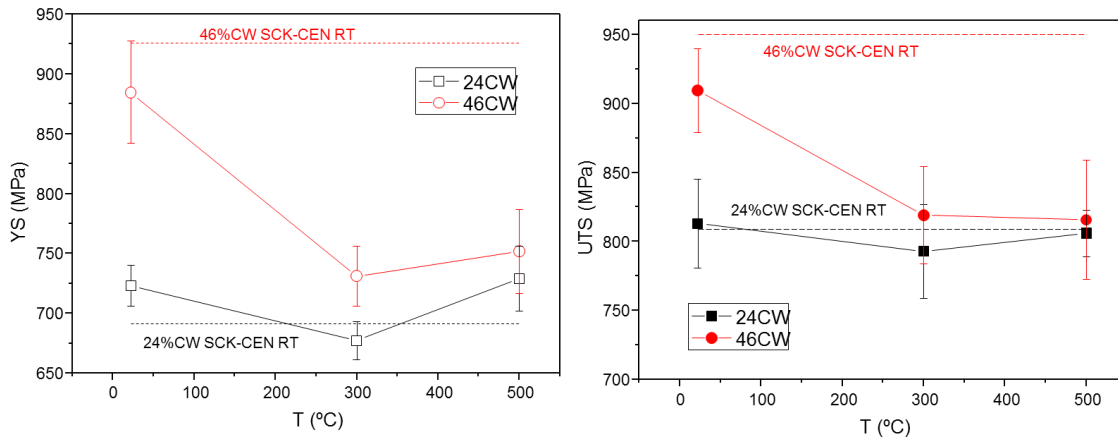 950
900
850
800
750
700
650
YS (MPa)
46%CW SCK-CEN RT
24CW
46CW
24%CW SCK-CEN RT
0
100
200
300
400
500
T (ºC)
950
900
850
800
750
700
UTS (MPa)
46%CW SCK-CEN RT
24%CW SCK-CEN RT
24CW
46CW
0
100
200
300
400
500
T (ºC)